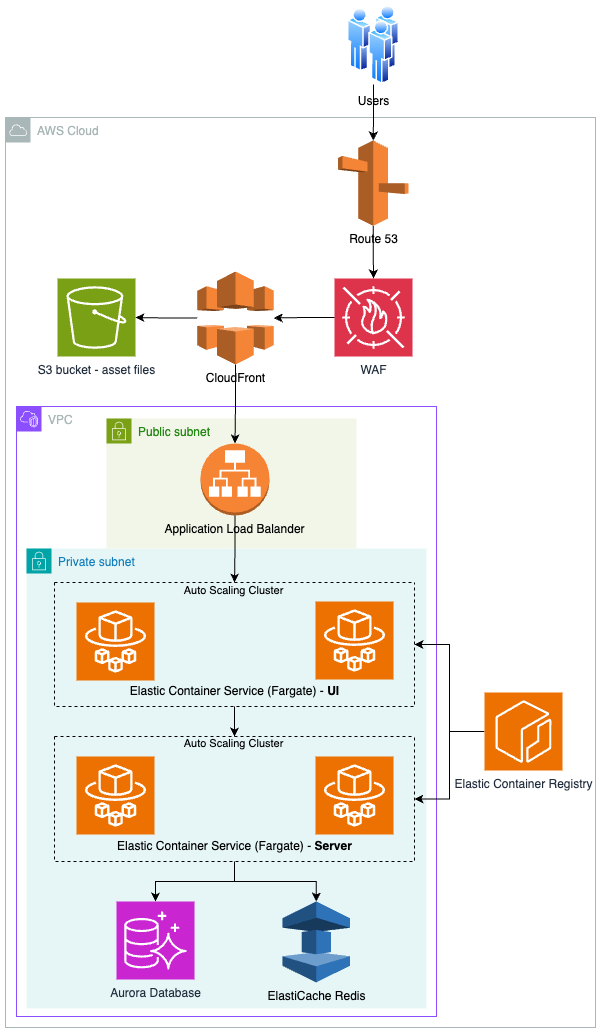 Users
AWS Cloud
Route 53
S3 bucket - asset files
CloudFront
WAF
VPC
Public subnet
Application Load Balander
Private subnet
Auto Scaling Cluster
Elastic Container Service (Fargate) - UI
Auto Scaling Cluster
Elastic Container Registry
Elastic Container Service (Fargate) - Server
Aurora Database
ElastiCache Redis